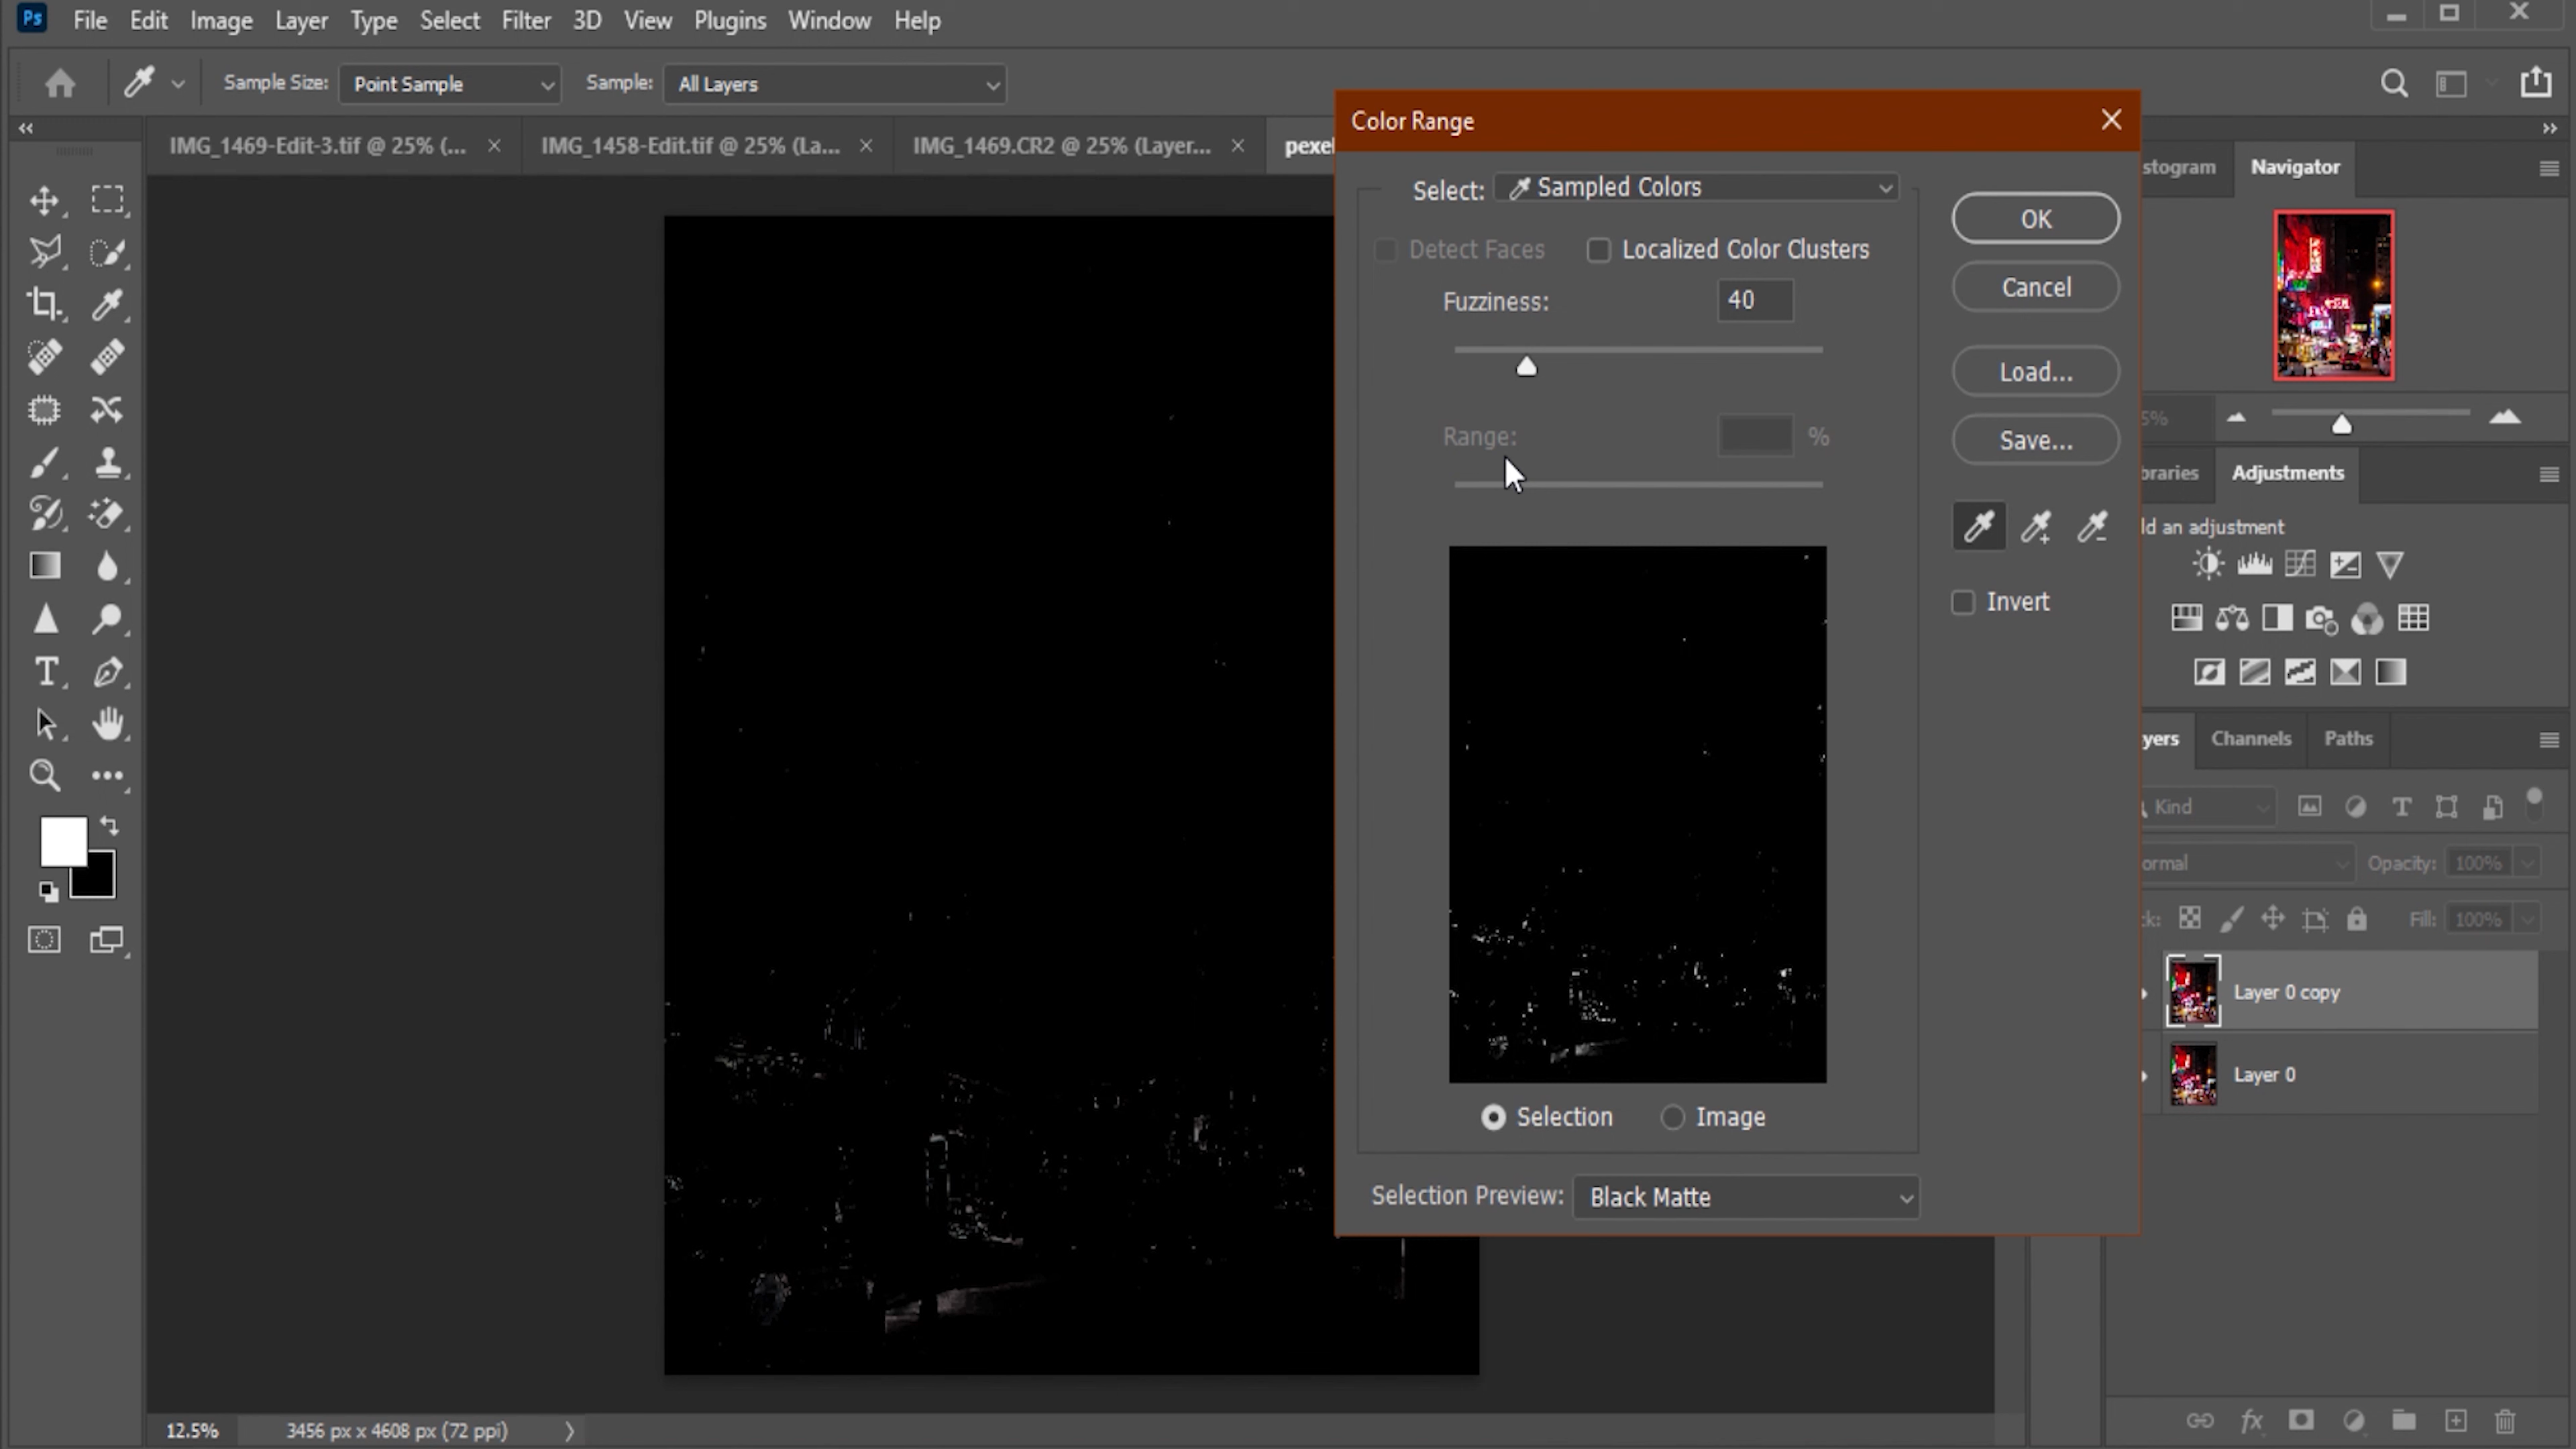 Ps File Edit Image Layer Type Select Filter 3D View Plugins Window Help
Sample Size: Point Sample Sample: All Layers
IMG_1469-Edit-3.tif @ 25% (... × IMG_1458-Edit.tif @ 25% (La... × IMG_1469.CR2 @ 25% (Layer... × pexel
Color Range
Select: Sampled Colors
Detect Faces Localized Color Clusters
Fuzziness: 40
Range: %
Selection Image
Selection Preview: Black Matte
OK
Cancel
Load...
Save...
Invert
stogram Navigator
5%
braries Adjustments
ld an adjustment
yers Channels Paths
Kind
ormal Opacity: 100%
ck: Fill: 100%
Layer 0 copy
Layer 0
T
fx
12.5% 3456 px x 4608 px (72 ppi)